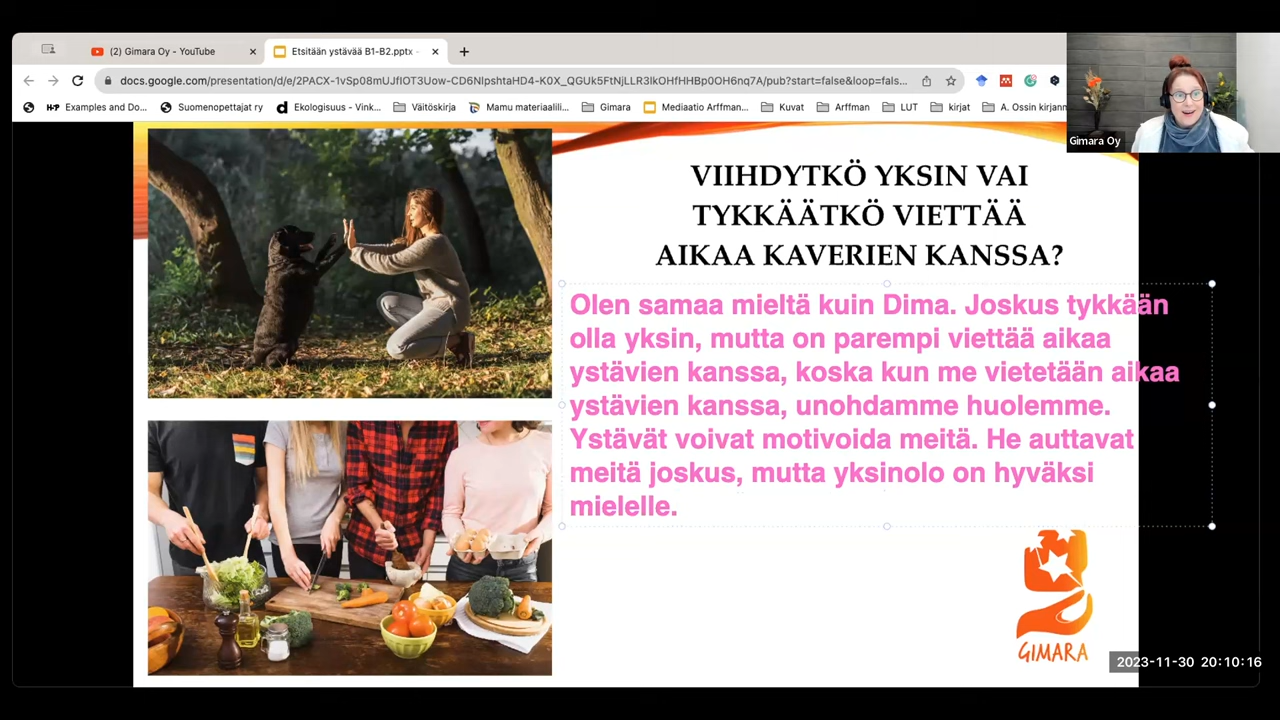 (2) Gimara Oy - YouTube
Etsitään ystävää B1-B2.pptx -
docs.google.com/presentation/d/e/2PACX-1vSp08mUJfIOT3Uow-CD6NIpshtaHD4-K0X_QGUk5FtNjLLR3lkOHfHHBp0OH6nq7A/pub?start=false&loop=fals...
Examples and Do...
Suomenopettajat ry
Ekologisuus - Vink...
Väitöskirja
Mamu materiaalil...
Gimara
Mediaatio Arffman...
Kuvat
Arffman
LUT
kirjat
A. Ossin kirjann
Gimara Oy
VIIHDYTKÖ YKSIN VAI
TYKKÄÄTKÖ VIETTÄÄ
AIKAA KAVERIEN KANSSA?
Olen samaa mieltä kuin Dima. Joskus tykkään
olla yksin, mutta on parempi viettää aikaa
ystävien kanssa, koska kun me vietetään aikaa
ystävien kanssa, unohdamme huolemme.
Ystävät voivat motivoida meitä. He auttavat
meitä joskus, mutta yksinolo on hyväksi
mielelle.
GIMARA
2023-11-30 20:10:16